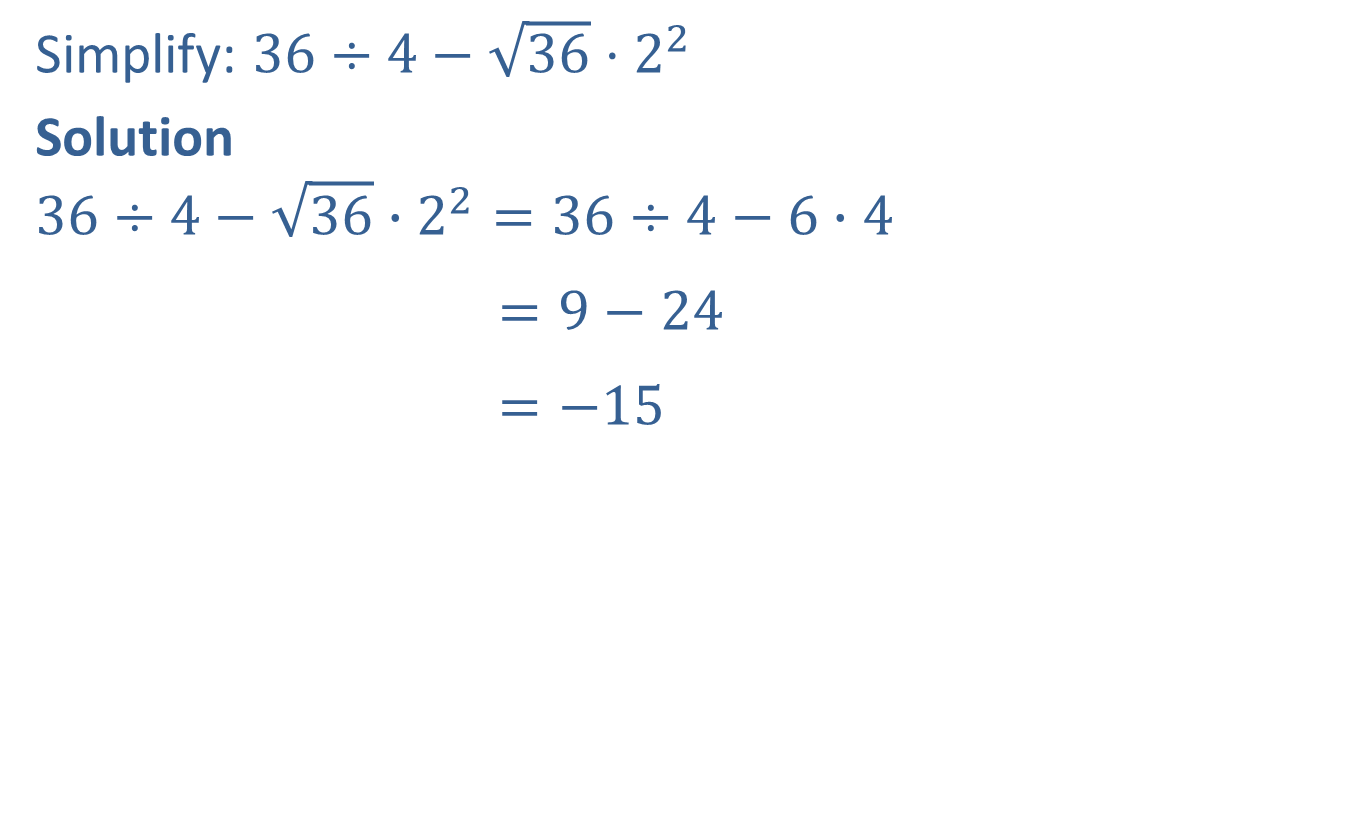 Simplify: 36 ÷ 4 − √36 · 2²
Solution
36 ÷ 4 − √36 · 2² = 36 ÷ 4 − 6 · 4
= 9 − 24
= −15